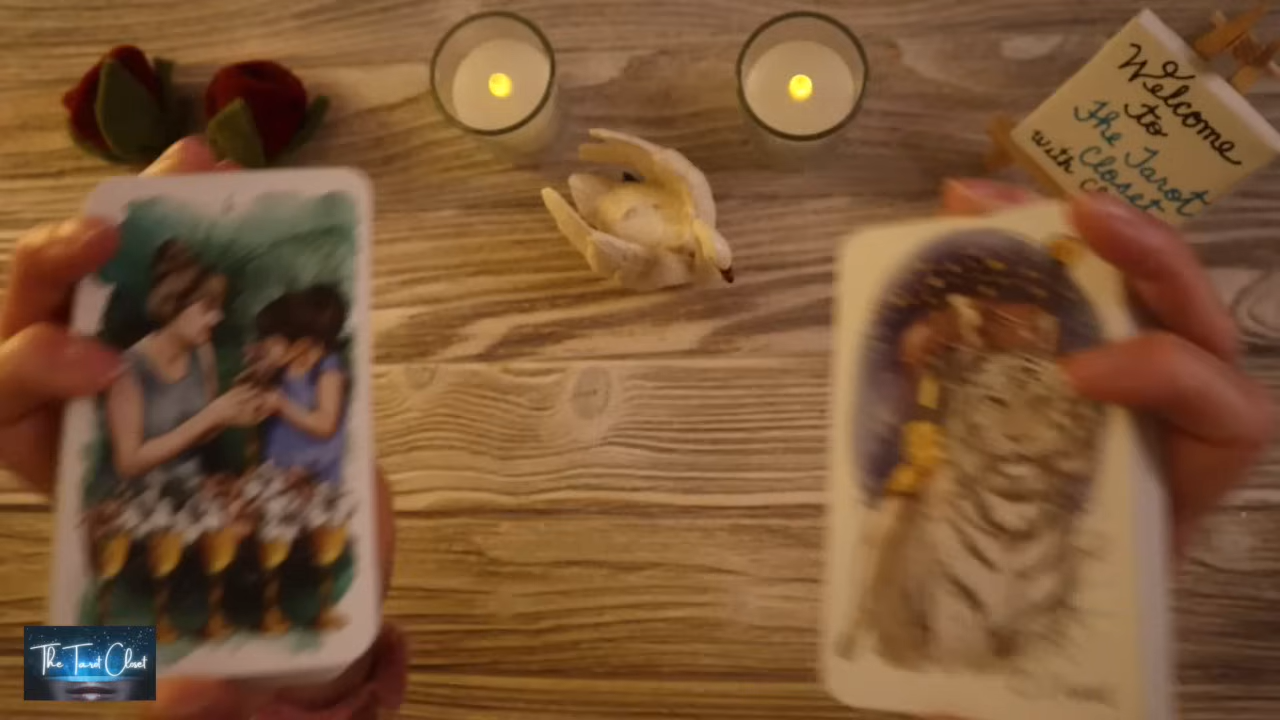 Welcome
to
The Tarot
Closet
with
The Tarot Closet